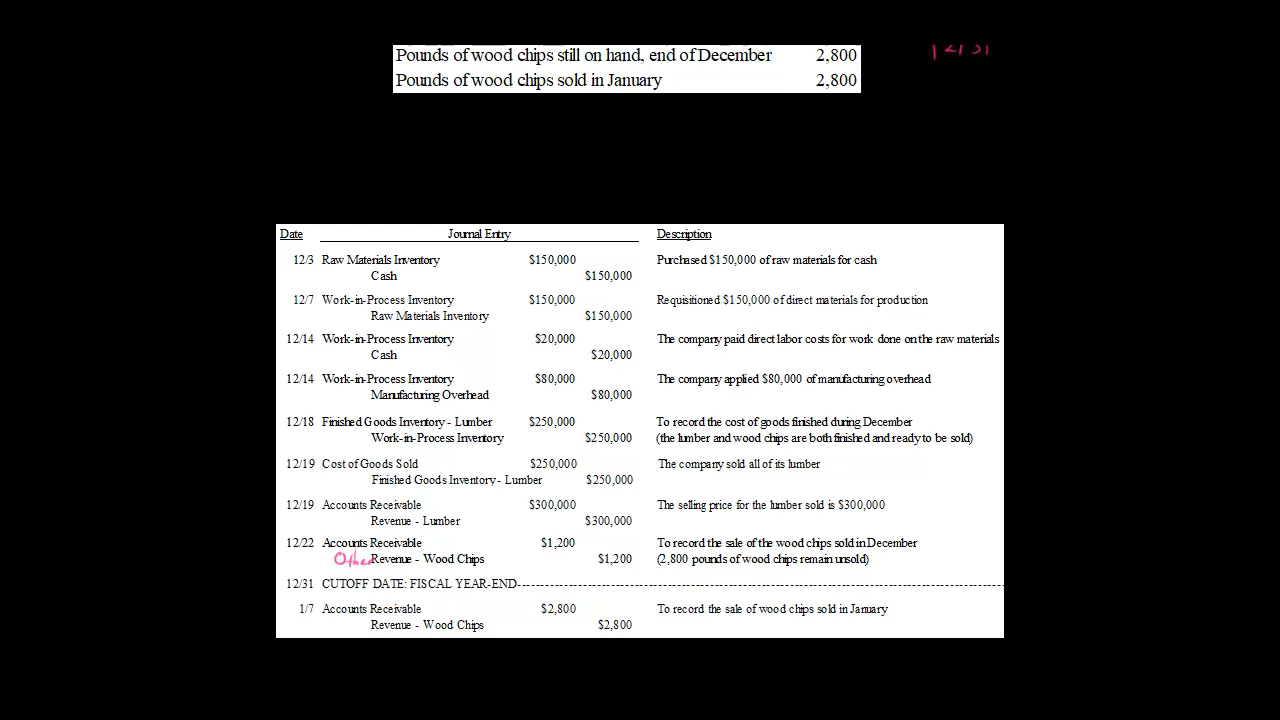 Pounds of wood chips still on hand, end of December 2,800
Pounds of wood chips sold in January 2,800
12/31
Date Journal Entry Description
12/3 Raw Materials Inventory $150,000 Purchased $150,000 of raw materials for cash
Cash $150,000
12/7 Work-in-Process Inventory $150,000 Requisitioned $150,000 of direct materials for production
Raw Materials Inventory $150,000
12/14 Work-in-Process Inventory $20,000 The company paid direct labor costs for work done on the raw materials
Cash $20,000
12/14 Work-in-Process Inventory $80,000 The company applied $80,000 of manufacturing overhead
Manufacturing Overhead $80,000
12/18 Finished Goods Inventory - Lumber $250,000 To record the cost of goods finished during December
Work-in-Process Inventory $250,000 (the lumber and wood chips are both finished and ready to be sold)
12/19 Cost of Goods Sold $250,000 The company sold all of its lumber
Finished Goods Inventory - Lumber $250,000
12/19 Accounts Receivable $300,000 The selling price for the lumber sold is $300,000
Revenue - Lumber $300,000
12/22 Accounts Receivable $1,200 To record the sale of the wood chips sold in December
Other Revenue - Wood Chips $1,200 (2,800 pounds of wood chips remain unsold)
12/31 CUTOFF DATE: FISCAL YEAR-END
1/7 Accounts Receivable $2,800 To record the sale of wood chips sold in January
Revenue - Wood Chips $2,800